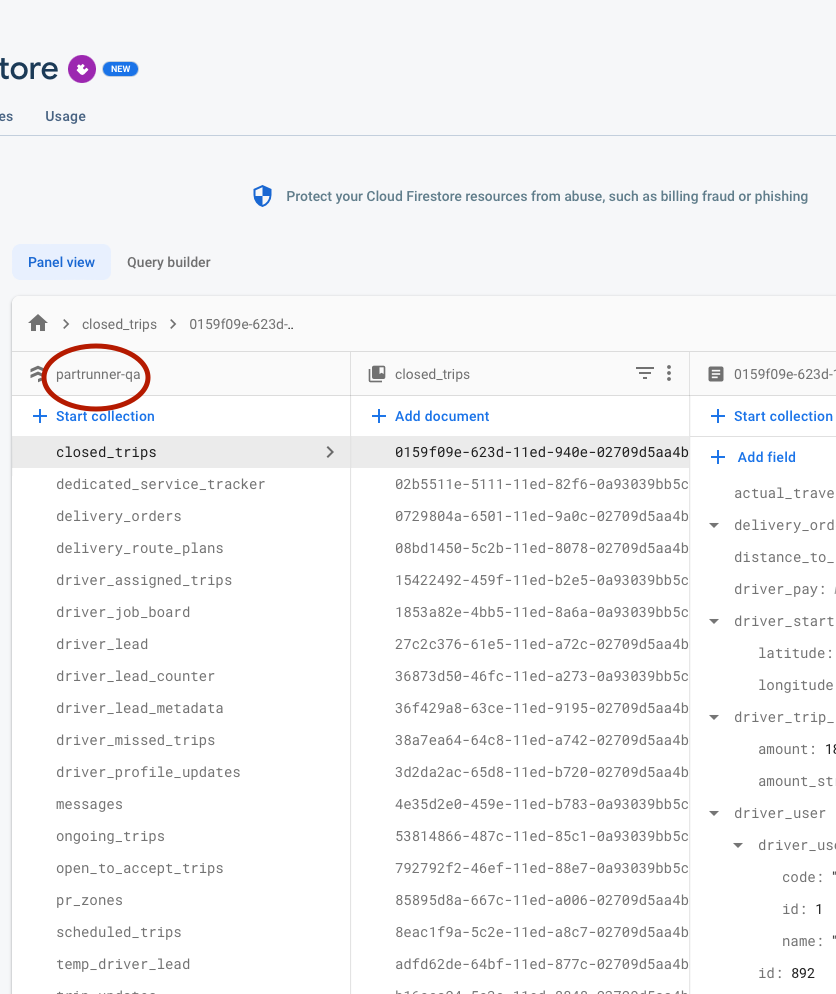 tore NEW
es Usage
Protect your Cloud Firestore resources from abuse, such as billing fraud or phishing
Panel view Query builder
closed_trips 0159f09e-623d-..
partrunner-qa
Start collection
closed_trips
dedicated_service_tracker
delivery_orders
delivery_route_plans
driver_assigned_trips
driver_job_board
driver_lead
driver_lead_counter
driver_lead_metadata
driver_missed_trips
driver_profile_updates
messages
ongoing_trips
open_to_accept_trips
pr_zones
scheduled_trips
temp_driver_lead
closed_trips
Add document
0159f09e-623d-11ed-940e-02709d5aa4b
02b5511e-5111-11ed-82f6-0a93039bb5c
0729804a-6501-11ed-9a0c-02709d5aa4b
08bd1450-5c2b-11ed-8078-02709d5aa4b
15422492-459f-11ed-b2e5-0a93039bb5c
1853a82e-4bb5-11ed-8a6a-0a93039bb5c
27c2c376-61e5-11ed-a72c-02709d5aa4b
36873d50-46fc-11ed-a273-0a93039bb5c
36f429a8-63ce-11ed-9195-02709d5aa4b
38a7ea64-64c8-11ed-a742-02709d5aa4b
3d2da2ac-65d8-11ed-b720-02709d5aa4b
4e35d2e0-459e-11ed-b783-0a93039bb5c
53814866-487c-11ed-85c1-0a93039bb5c
792792f2-46ef-11ed-88e7-0a93039bb5c
85895d8a-667c-11ed-a006-02709d5aa4b
8eac1f9a-5c2e-11ed-a8c7-02709d5aa4b
adfd62de-64bf-11ed-877c-02709d5aa4b
0159f09e-623d-1
Start collection
Add field
actual_trave
delivery_ord
distance_to_
driver_pay:
driver_start
latitude:
longitude
driver_trip_
amount: 18
amount_st
driver_user
driver_use
code: "
id: 1
name: "
id: 892